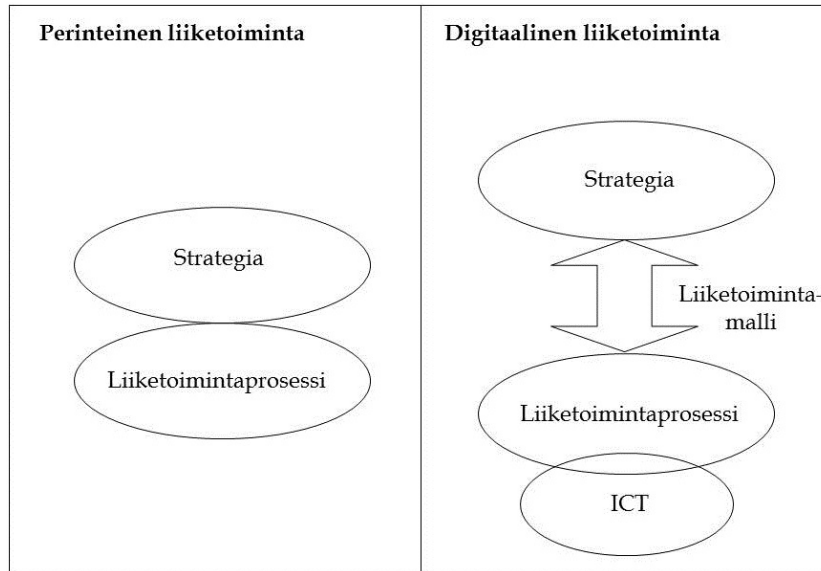 Perinteinen liiketoiminta
Strategia
Liiketoimintaprosessi
Digitaalinen liiketoiminta
Strategia
Liiketoiminta-
malli
Liiketoimintaprosessi
ICT